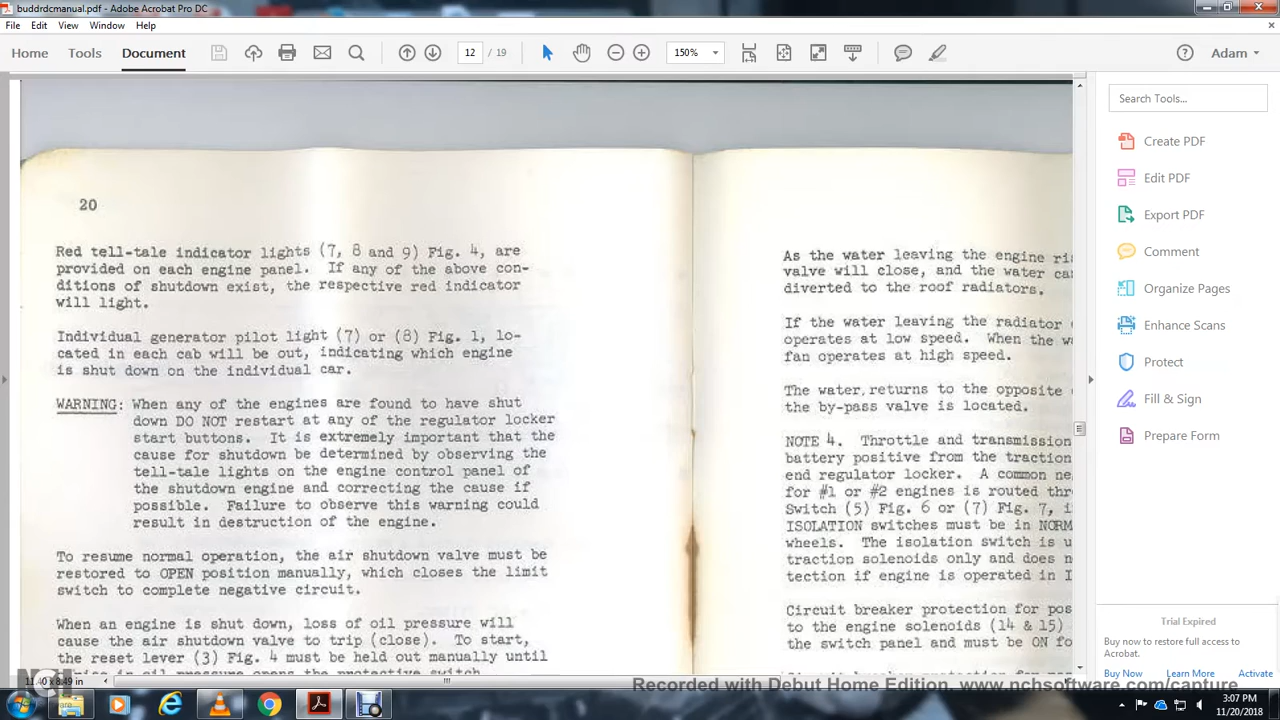 buddrdcmanual.pdf - Adobe Acrobat Pro DC
File Edit View Window Help
Home Tools Document 12 / 19 150% Adam
20
Red tell-tale indicator lights (7, 8 and 9) Fig. 4, are
provided on each engine panel. If any of the above con-
ditions of shutdown exist, the respective red indicator
will light.
Individual generator pilot light (7) or (8) Fig. 1, lo-
cated in each cab will be out, indicating which engine
is shut down on the individual car.
WARNING: When any of the engines are found to have shut
down DO NOT restart at any of the regulator locker
start buttons. It is extremely important that the
cause for shutdown be determined by observing the
tell-tale lights on the engine control panel of
the shutdown engine and correcting the cause if
possible. Failure to observe this warning could
result in destruction of the engine.
To resume normal operation, the air shutdown valve must be
restored to OPEN position manually, which closes the limit
switch to complete negative circuit.
When an engine is shut down, loss of oil pressure will
cause the air shutdown valve to trip (close). To start,
the reset lever (3) Fig. 4 must be held out manually until
in oil pressure opens the protective switch
As the water leaving the engine
valve will close, and the water
diverted to the roof radiators.
If the water leaving the radiator
operates at low speed. When the
fan operates at high speed.
The water returns to the opposite
the by-pass valve is located.
NOTE 4. Throttle and transmission
battery positive from the traction
end regulator locker. A common
for #1 or #2 engines is routed
Switch (5) Fig. 6 or (7) Fig. 7,
ISOLATION switches must be in
wheels. The isolation switch is
traction solenoids only and does
tection if engine is operated in
Circuit breaker protection for
to the engine solenoids (14 & 15)
the switch panel and must be ON
Search Tools...
Create PDF
Edit PDF
Export PDF
Comment
Organize Pages
Enhance Scans
Protect
Fill & Sign
Prepare Form
Trial Expired
Buy now to restore full access to
Acrobat.
Buy Now Learn More Activate
11.40 x 8.49 in
NCH
Recorded with Debut Home Edition. www.nchsoftware.com/capture
3:07 PM
11/20/2018